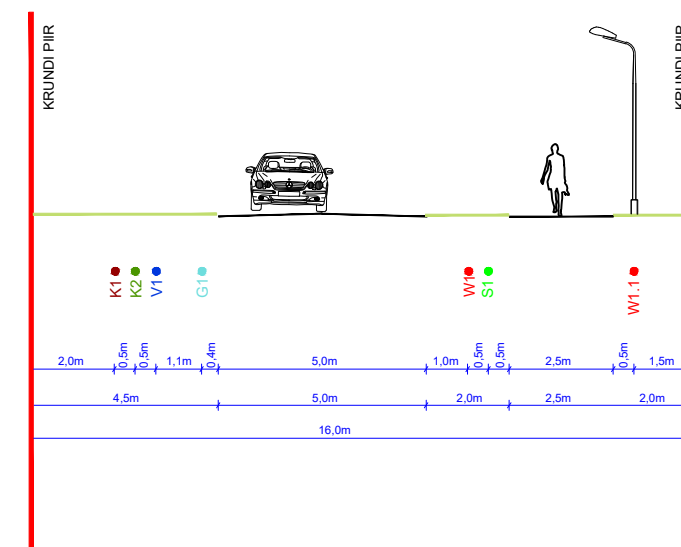 KRUNDI PIIR
KRUNDI PIIR
K1
K2
V1
G1
W1
S1
W1.1
2,0m
0,5m
0,5m
1,1m
0,4m
5,0m
1,0m
0,5m
0,5m
2,5m
0,5m
1,5m
4,5m
5,0m
2,0m
2,5m
2,0m
16,0m